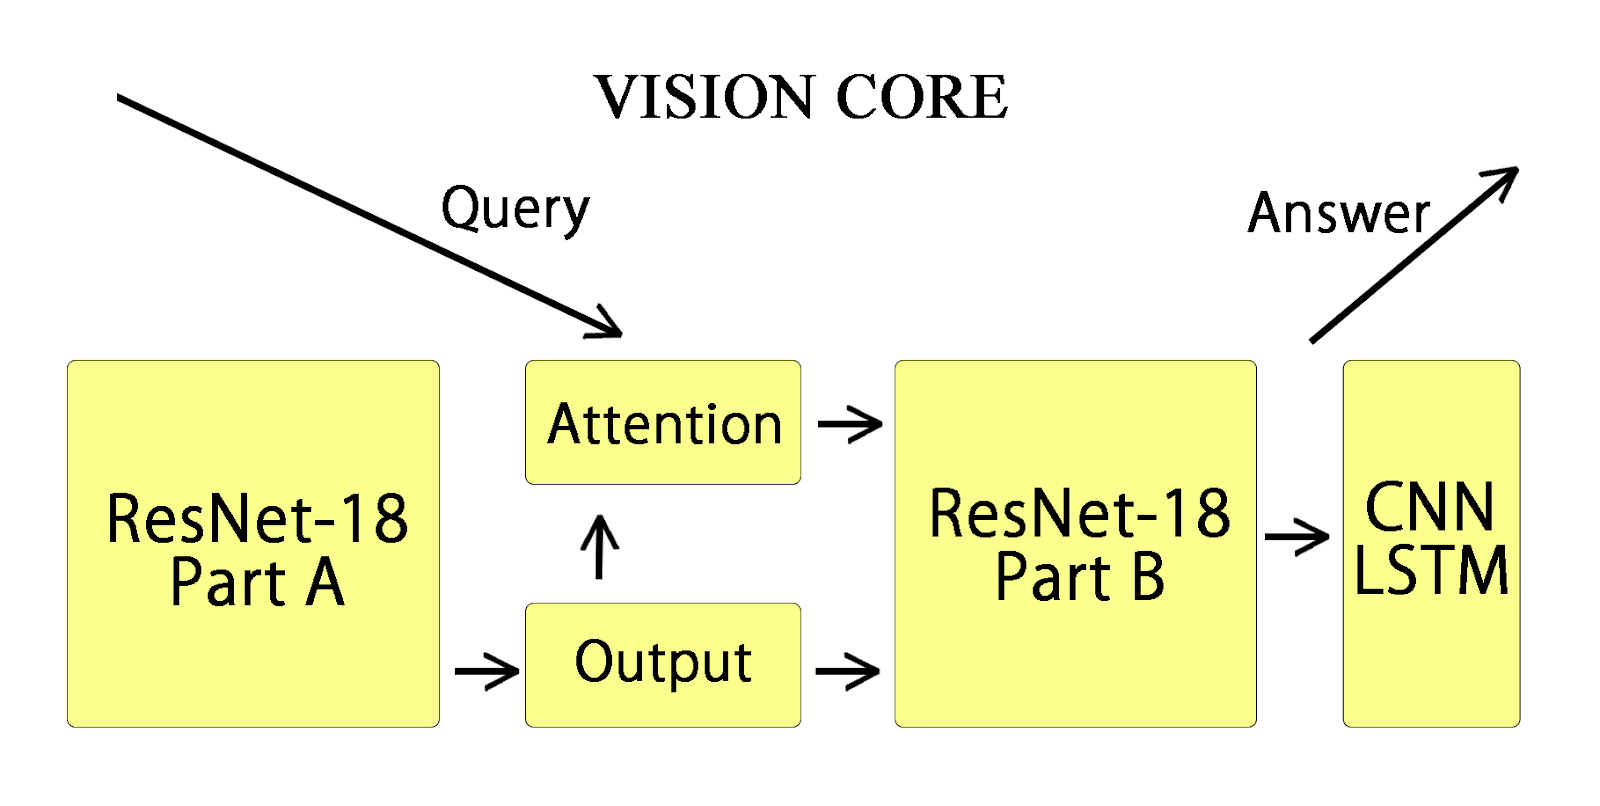 VISION CORE
Query
Answer
Attention
ResNet-18
Part A
Output
ResNet-18
Part B
CNN
LSTM